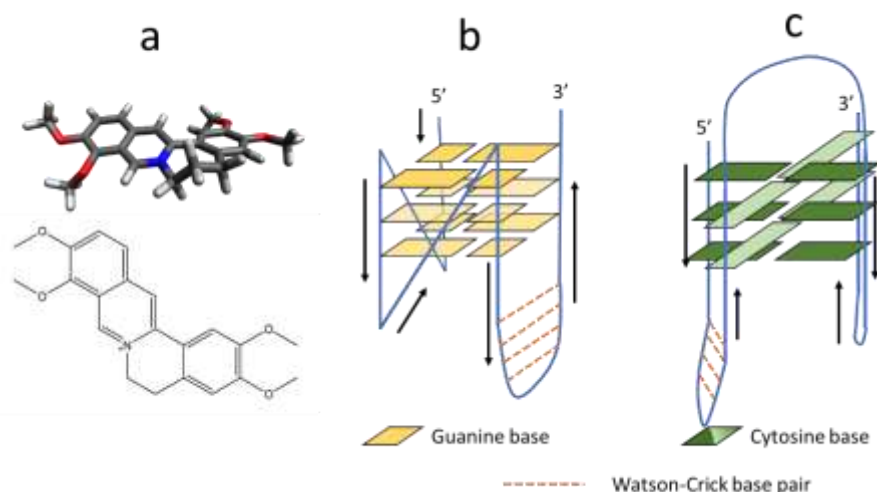 a
b
c
5’
3’
5’
3’
O
O
N
+
O
O
Guanine base
Cytosine base
Watson-Crick base pair